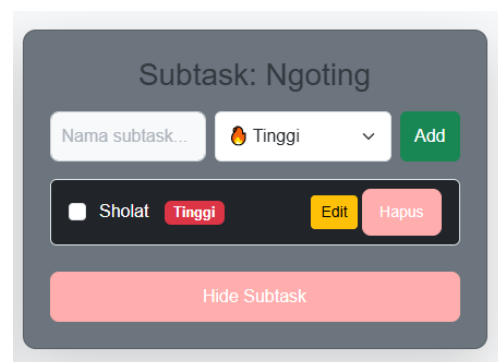 Subtask: Ngoting
Nama subtask...
🔥 Tinggi
Add
Sholat
Tinggi
Edit
Hapus
Hide Subtask